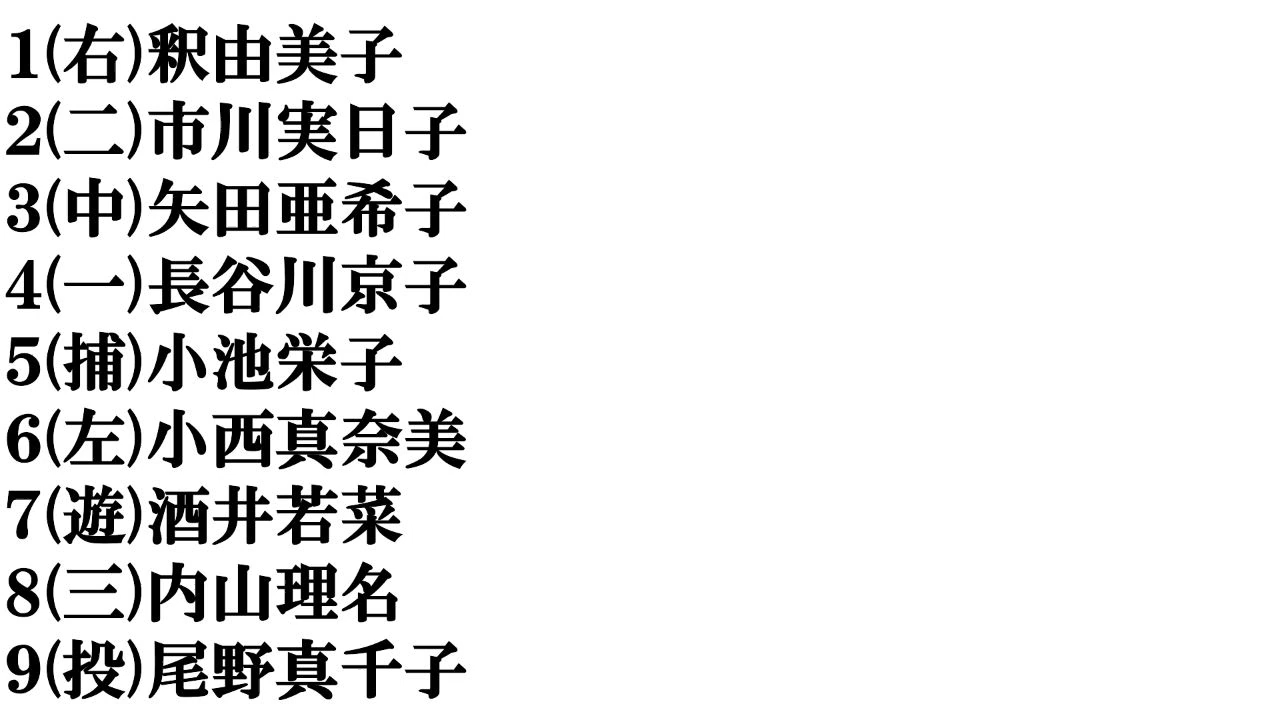 1(右)釈由美子
2(二)市川実日子
3(中)矢田亜希子
4(一)長谷川京子
5(捕)小池栄子
6(左)小西真奈美
7(遊)酒井若菜
8(三)内山理名
9(投)尾野真千子